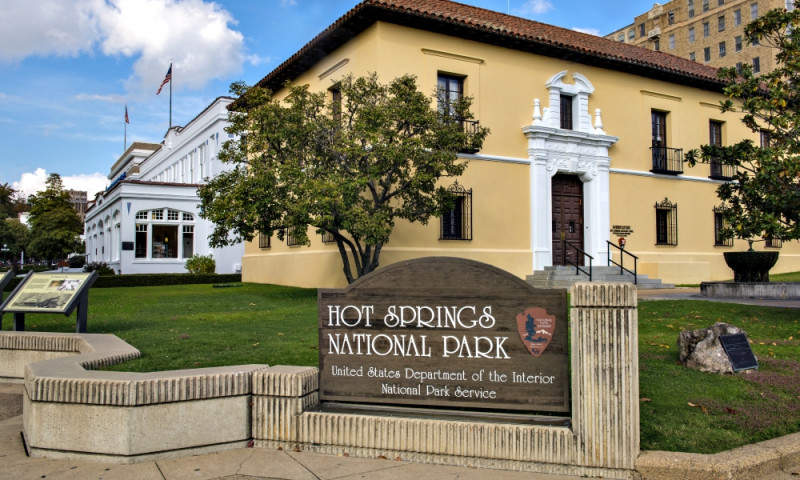 HOT SPRINGS
NATIONAL PARK
United States Department of the Interior
National Park Service